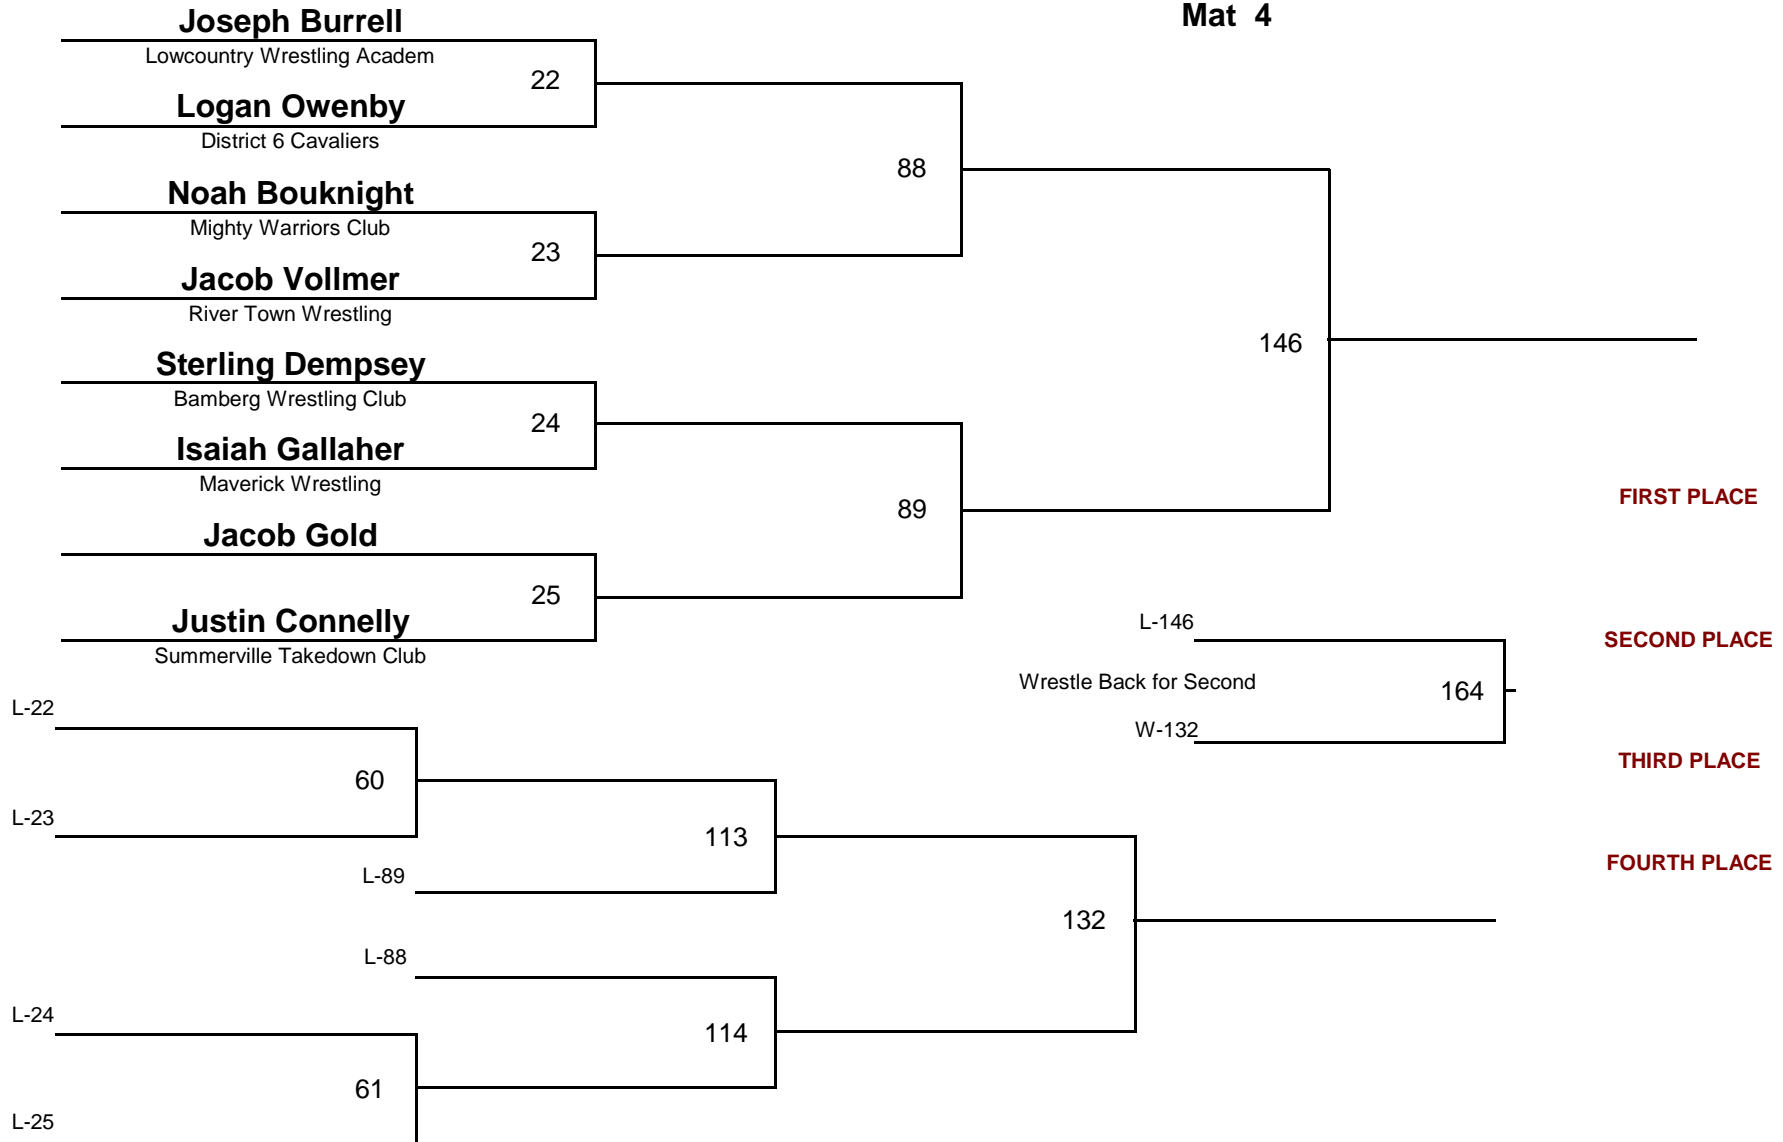 Mat 4
Joseph Burrell
Lowcountry Wrestling Academ
22
Logan Owenby
District 6 Cavaliers
88
Noah Bouknight
Mighty Warriors Club
23
Jacob Vollmer
River Town Wrestling
146
Sterling Dempsey
Bamberg Wrestling Club
24
Isaiah Gallaher
Maverick Wrestling
FIRST PLACE
89
Jacob Gold
25
Justin Connelly
Summerville Takedown Club
L-146
SECOND PLACE
Wrestle Back for Second
164
W-132
THIRD PLACE
L-22
60
L-23
113
L-89
FOURTH PLACE
132
L-88
L-24
114
61
L-25